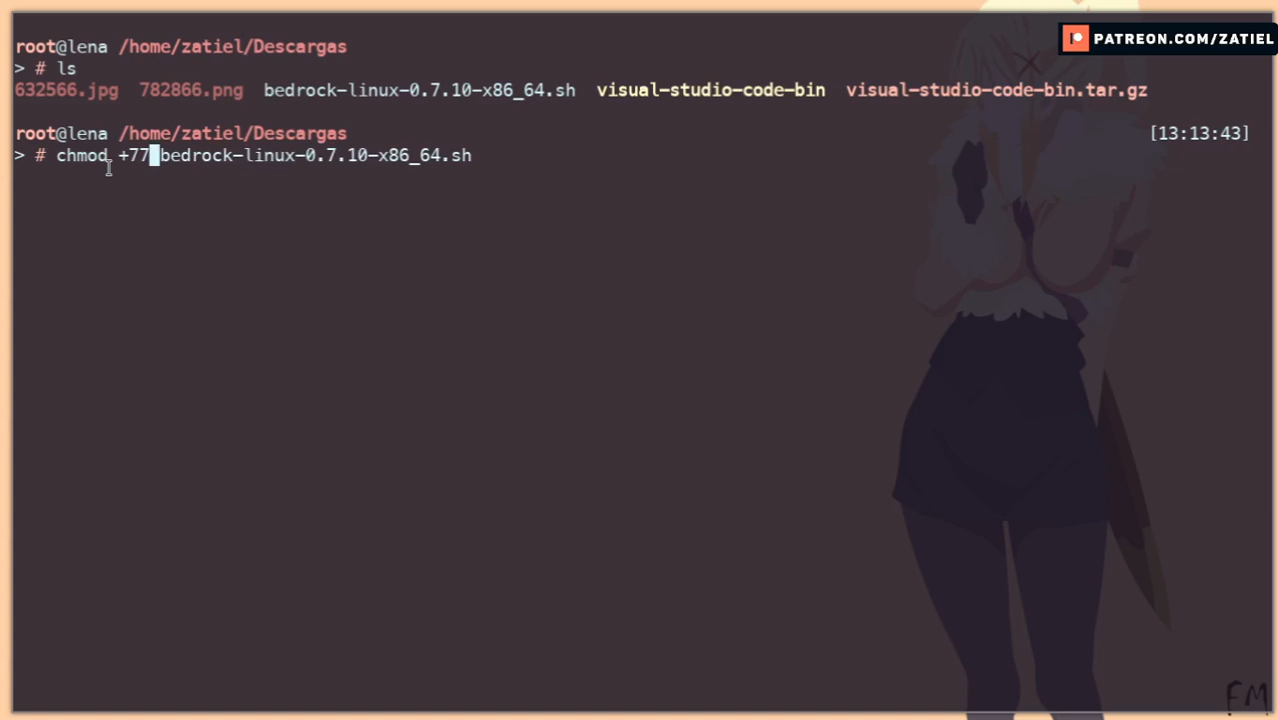 PATREON.COM/ZATIEL
root@lena /home/zatiel/Descargas
> # ls
632566.jpg 782866.png bedrock-linux-0.7.10-x86_64.sh visual-studio-code-bin visual-studio-code-bin.tar.gz
root@lena /home/zatiel/Descargas [13:13:43]
> # chmod +77 bedrock-linux-0.7.10-x86_64.sh
FM